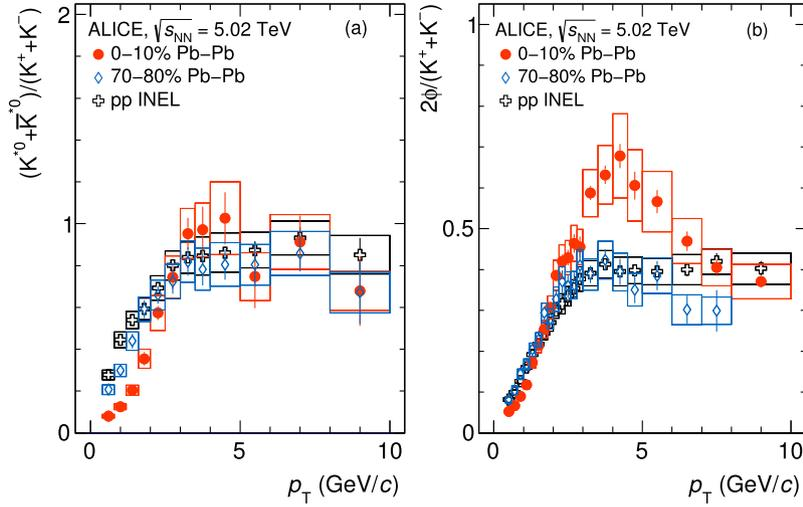 2
1
0
(K*0+K̅*0)/(K⁺+K⁻)
(a)
ALICE, √sNN = 5.02 TeV
0−10% Pb−Pb
70−80% Pb−Pb
pp INEL
0 5 10
pT (GeV/c)
1
0.5
0
2ϕ/(K⁺+K⁻)
ALICE, √sNN = 5.02 TeV
(b)
0−10% Pb−Pb
70−80% Pb−Pb
pp INEL
0 5 10
pT (GeV/c)